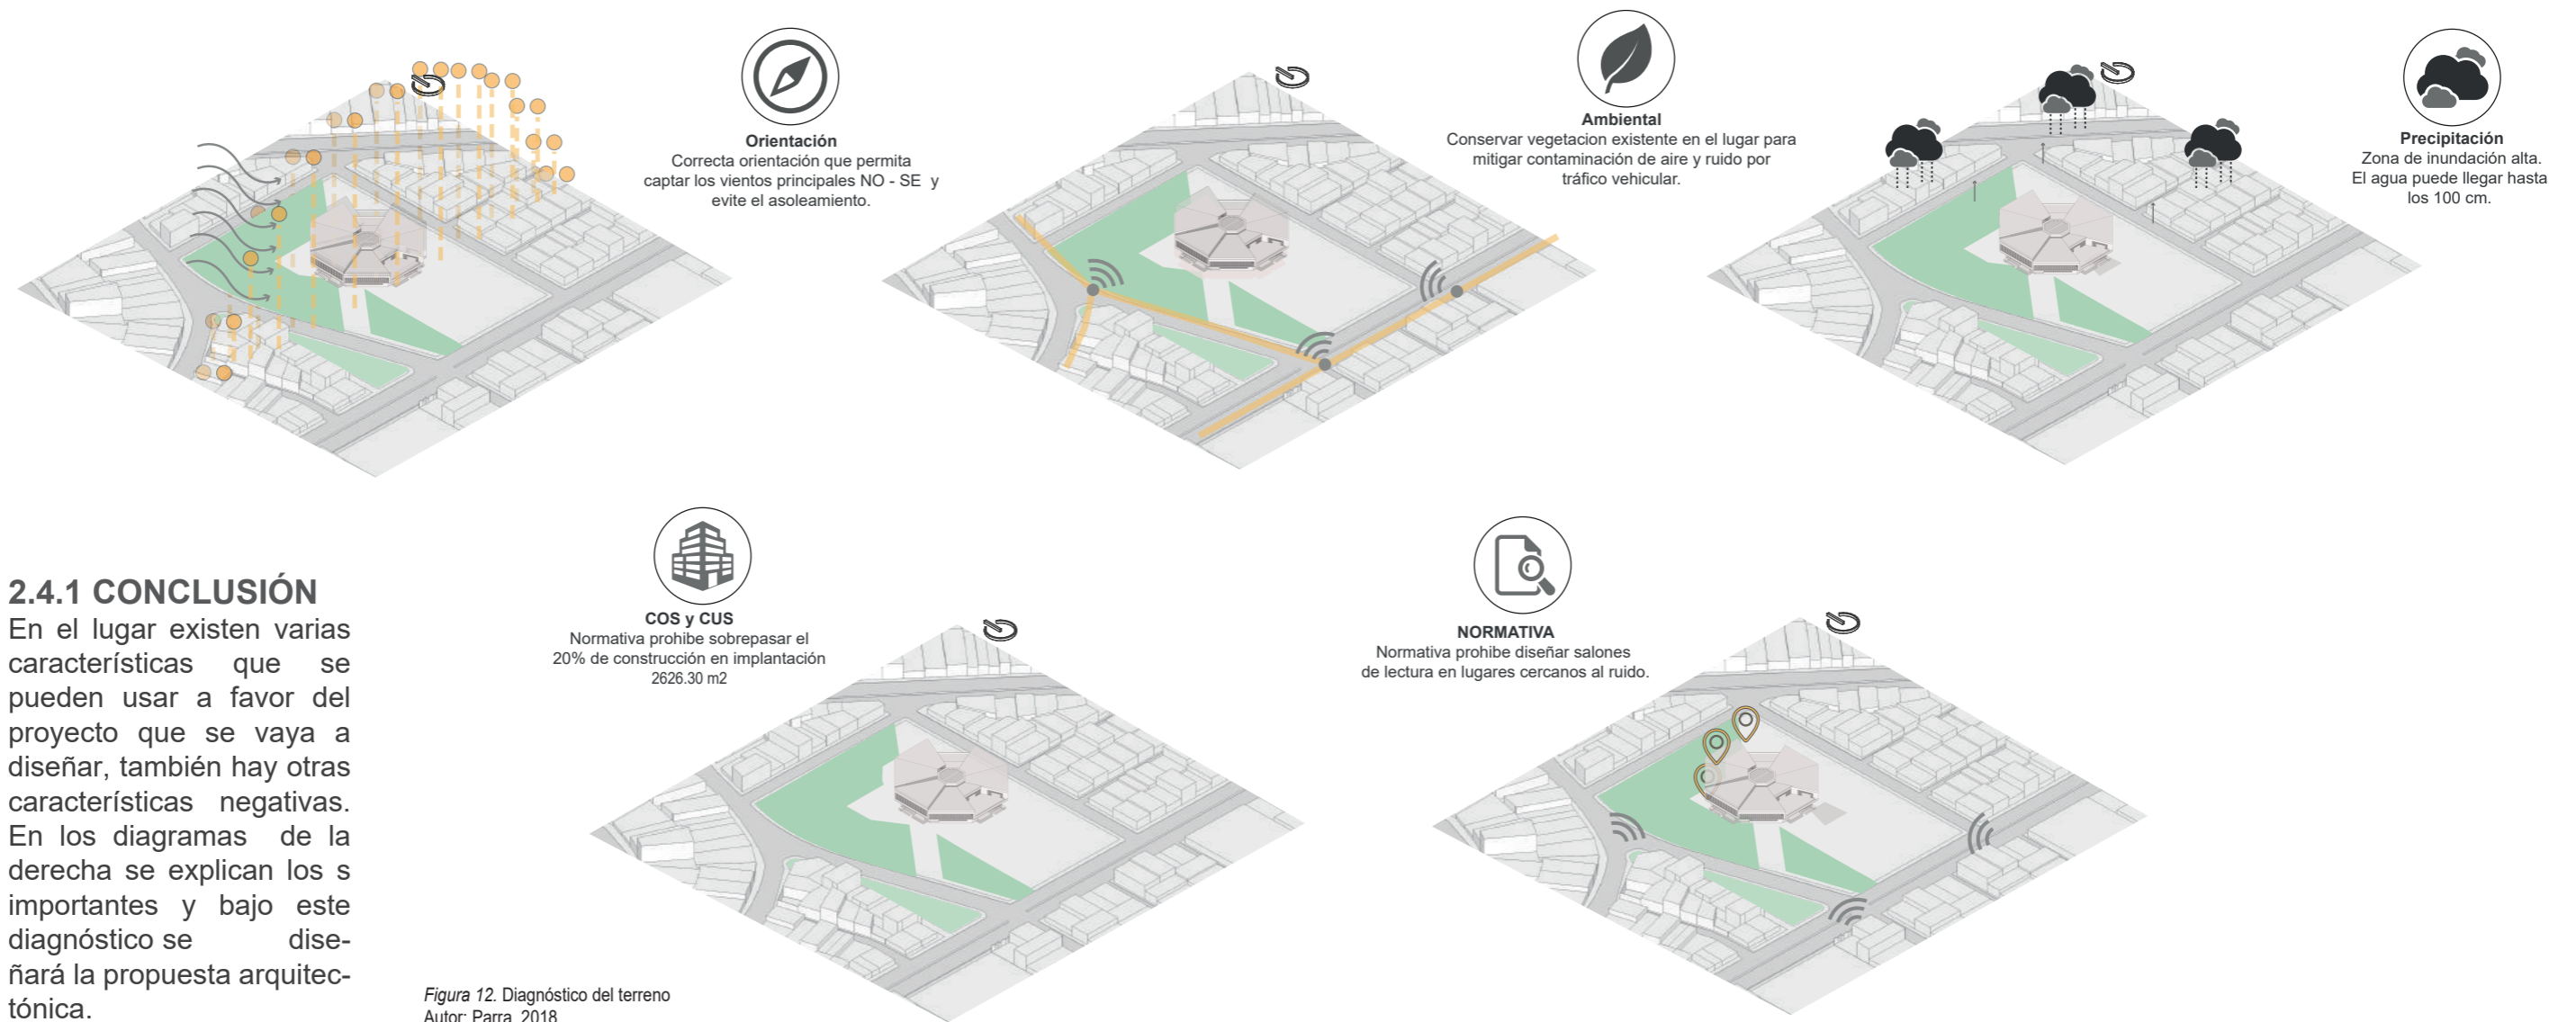 Orientación
Correcta orientación que permita
captar los vientos principales NO - SE y
evite el asoleamiento.
Ambiental
Conservar vegetacion existente en el lugar para
mitigar contaminación de aire y ruido por
tráfico vehicular.
Precipitación
Zona de inundación alta.
El agua puede llegar hasta
los 100 cm.
2.4.1 CONCLUSIÓN
En el lugar existen varias
características que se
pueden usar a favor del
proyecto que se vaya a
diseñar, también hay otras
características negativas.
En los diagramas de la
derecha se explican los s
importantes y bajo este
diagnóstico se dise-
ñará la propuesta arquitec-
tónica.
COS y CUS
Normativa prohibe sobrepasar el
20% de construcción en implantación
2626.30 m2
NORMATIVA
Normativa prohibe diseñar salones
de lectura en lugares cercanos al ruido.
Figura 12. Diagnóstico del terreno
Autor: Parra, 2018